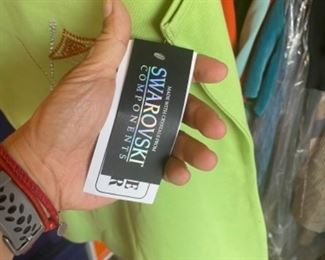 MADE WITH CRYSTALS FROM
SWAROVSKI
COMPONENTS
E
R